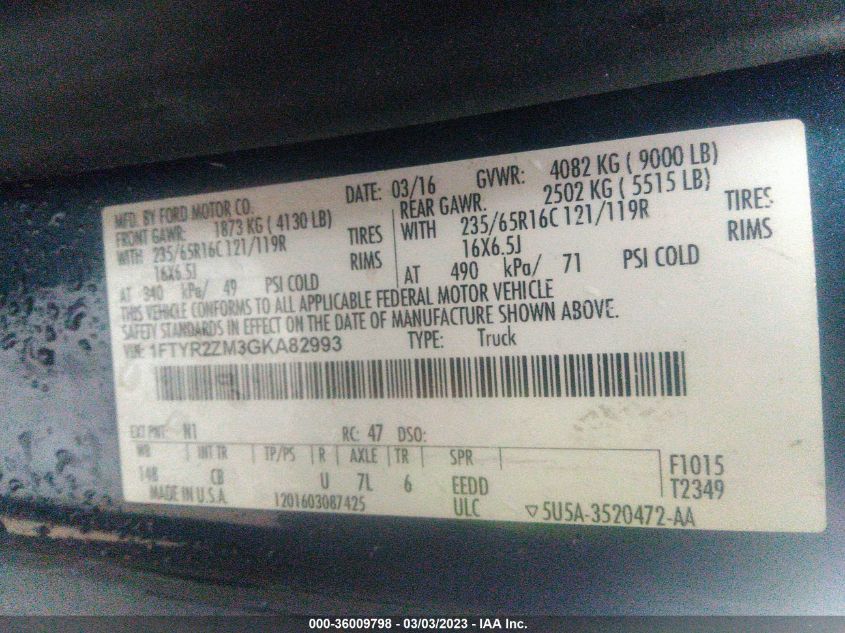 MFD. BY FORD MOTOR CO. DATE: 03/16 GVWR: 4082 KG ( 9000 LB)
FRONT GAWR: 1873 KG ( 4130 LB) REAR GAWR. 2502 KG ( 5515 LB)
WITH 235/65R16C 121/119R TIRES WITH 235/65R16C 121/119R TIRES
16X6.5J RIMS 16X6.5J RIMS
AT 340 kPa/ 49 PSI COLD AT 490 kPa/ 71 PSI COLD
THIS VEHICLE CONFORMS TO ALL APPLICABLE FEDERAL MOTOR VEHICLE
SAFETY STANDARDS IN EFFECT ON THE DATE OF MANUFACTURE SHOWN ABOVE.
VIN: 1FTYR2ZM3GKA82993 TYPE: Truck
EXT PNT: N1 RC: 47 DSO:
WB INT TR TP/PS R AXLE TR SPR F1015
148 CB U 7L 6 EEDD T2349
MADE IN U.S.A. 1201603087425 ULC ▽5U5A-3520472-AA
000-36009798 - 03/03/2023 - IAA Inc.